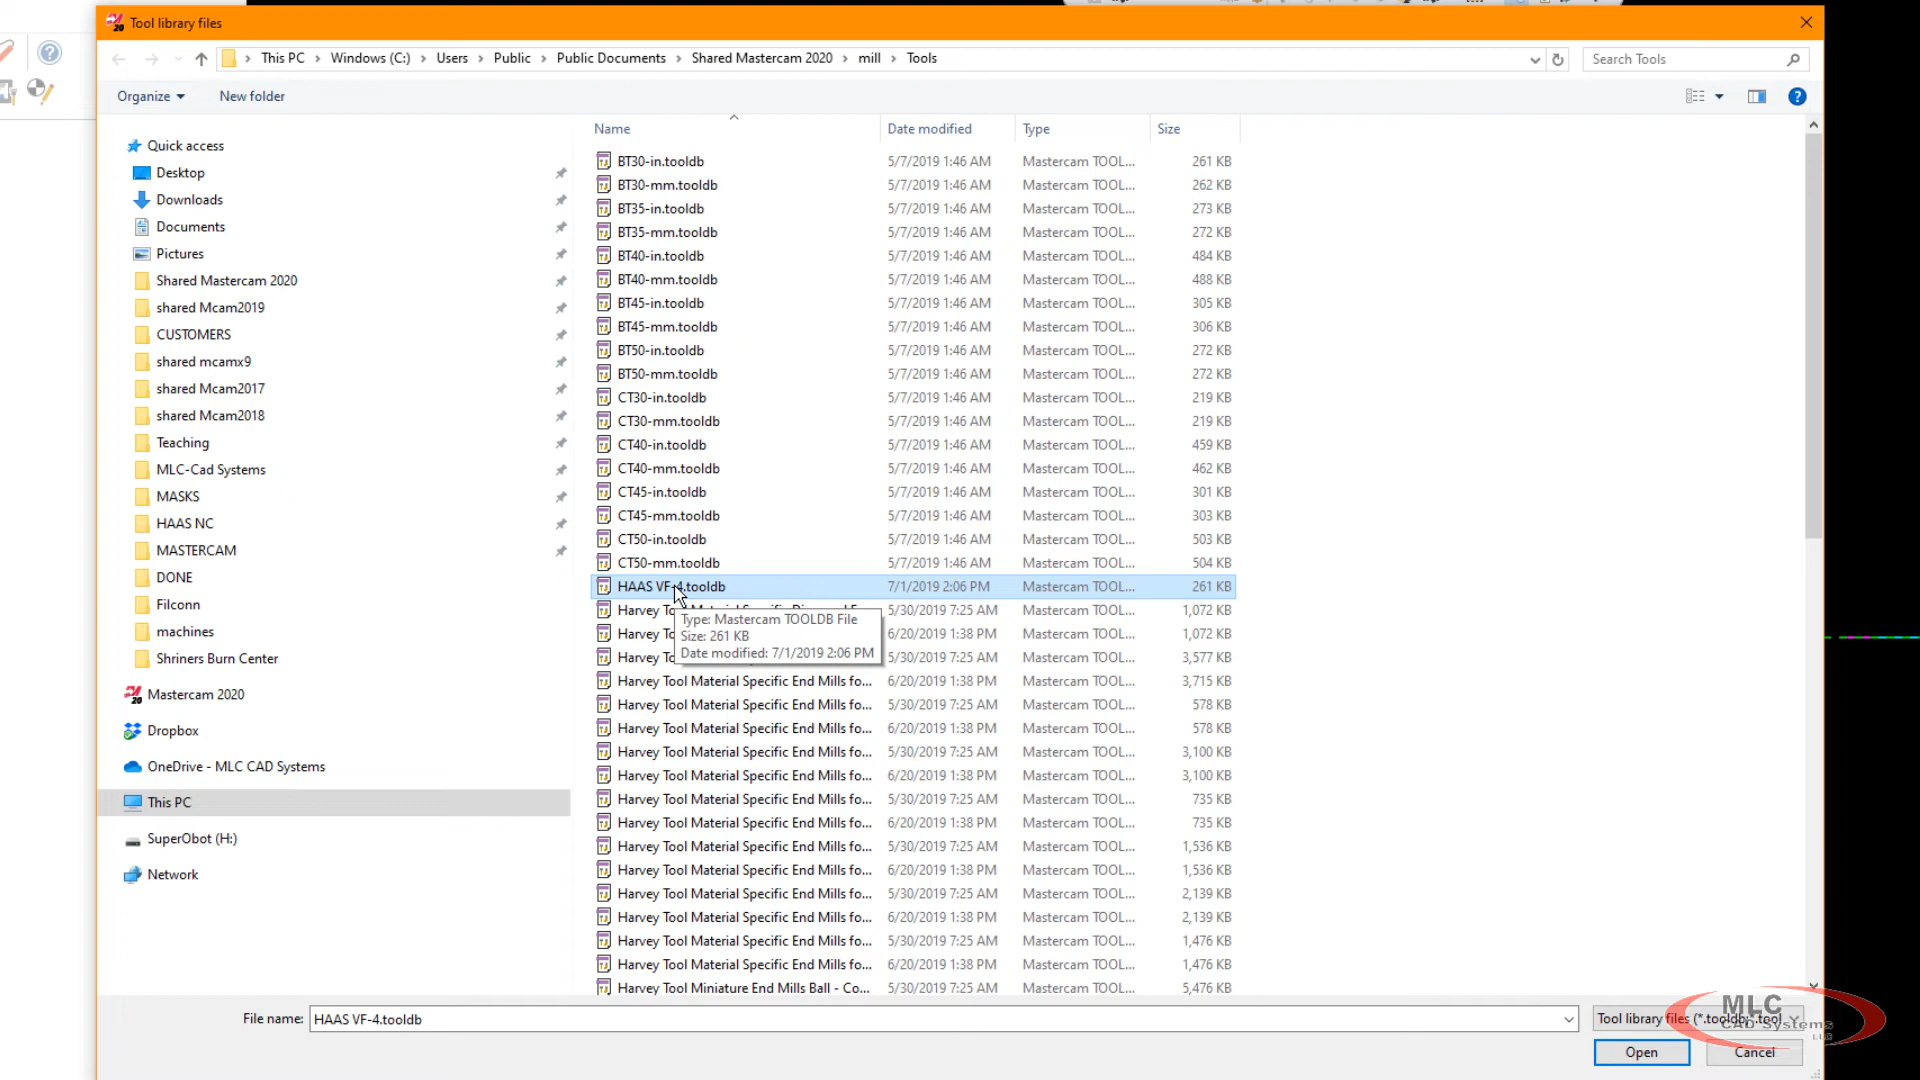 Tool library files
This PC > Windows (C:) > Users > Public > Public Documents > Shared Mastercam 2020 > mill > Tools
Search Tools
Organize
New folder
Quick access
Desktop
Downloads
Documents
Pictures
Shared Mastercam 2020
shared Mcam2019
CUSTOMERS
shared mcamx9
shared Mcam2017
shared Mcam2018
Teaching
MLC-Cad Systems
MASKS
HAAS NC
MASTERCAM
DONE
Filconn
machines
Shriners Burn Center
Mastercam 2020
Dropbox
OneDrive - MLC CAD Systems
This PC
SuperObot (H:)
Network
Name Date modified Type Size
BT30-in.tooldb 5/7/2019 1:46 AM Mastercam TOOL... 261 KB
BT30-mm.tooldb 5/7/2019 1:46 AM Mastercam TOOL... 262 KB
BT35-in.tooldb 5/7/2019 1:46 AM Mastercam TOOL... 273 KB
BT35-mm.tooldb 5/7/2019 1:46 AM Mastercam TOOL... 272 KB
BT40-in.tooldb 5/7/2019 1:46 AM Mastercam TOOL... 484 KB
BT40-mm.tooldb 5/7/2019 1:46 AM Mastercam TOOL... 488 KB
BT45-in.tooldb 5/7/2019 1:46 AM Mastercam TOOL... 305 KB
BT45-mm.tooldb 5/7/2019 1:46 AM Mastercam TOOL... 306 KB
BT50-in.tooldb 5/7/2019 1:46 AM Mastercam TOOL... 272 KB
BT50-mm.tooldb 5/7/2019 1:46 AM Mastercam TOOL... 272 KB
CT30-in.tooldb 5/7/2019 1:46 AM Mastercam TOOL... 219 KB
CT30-mm.tooldb 5/7/2019 1:46 AM Mastercam TOOL... 219 KB
CT40-in.tooldb 5/7/2019 1:46 AM Mastercam TOOL... 459 KB
CT40-mm.tooldb 5/7/2019 1:46 AM Mastercam TOOL... 462 KB
CT45-in.tooldb 5/7/2019 1:46 AM Mastercam TOOL... 301 KB
CT45-mm.tooldb 5/7/2019 1:46 AM Mastercam TOOL... 303 KB
CT50-in.tooldb 5/7/2019 1:46 AM Mastercam TOOL... 503 KB
CT50-mm.tooldb 5/7/2019 1:46 AM Mastercam TOOL... 504 KB
HAAS VF-4.tooldb 7/1/2019 2:06 PM Mastercam TOOL... 261 KB
Harvey 5/30/2019 7:25 AM Mastercam TOOL... 1,072 KB
Harvey 6/20/2019 1:38 PM Mastercam TOOL... 1,072 KB
Harvey 5/30/2019 7:25 AM Mastercam TOOL... 3,577 KB
Type: Mastercam TOOLDB File
Size: 261 KB
Date modified: 7/1/2019 2:06 PM
Harvey Tool Material Specific End Mills fo... 6/20/2019 1:38 PM Mastercam TOOL... 3,715 KB
Harvey Tool Material Specific End Mills fo... 5/30/2019 7:25 AM Mastercam TOOL... 578 KB
Harvey Tool Material Specific End Mills fo... 6/20/2019 1:38 PM Mastercam TOOL... 578 KB
Harvey Tool Material Specific End Mills fo... 5/30/2019 7:25 AM Mastercam TOOL... 3,100 KB
Harvey Tool Material Specific End Mills fo... 6/20/2019 1:38 PM Mastercam TOOL... 3,100 KB
Harvey Tool Material Specific End Mills fo... 5/30/2019 7:25 AM Mastercam TOOL... 735 KB
Harvey Tool Material Specific End Mills fo... 6/20/2019 1:38 PM Mastercam TOOL... 735 KB
Harvey Tool Material Specific End Mills fo... 5/30/2019 7:25 AM Mastercam TOOL... 1,536 KB
Harvey Tool Material Specific End Mills fo... 6/20/2019 1:38 PM Mastercam TOOL... 1,536 KB
Harvey Tool Material Specific End Mills fo... 5/30/2019 7:25 AM Mastercam TOOL... 2,139 KB
Harvey Tool Material Specific End Mills fo... 6/20/2019 1:38 PM Mastercam TOOL... 2,139 KB
Harvey Tool Material Specific End Mills fo... 5/30/2019 7:25 AM Mastercam TOOL... 1,476 KB
Harvey Tool Material Specific End Mills fo... 6/20/2019 1:38 PM Mastercam TOOL... 1,476 KB
Harvey Tool Miniature End Mills Ball - Co... 5/30/2019 7:25 AM Mastercam TOOL... 5,476 KB
File name: HAAS VF-4.tooldb
Tool library files (*.tooldb; .tool
MLC
CAD Systems
LLC
Open
Cancel